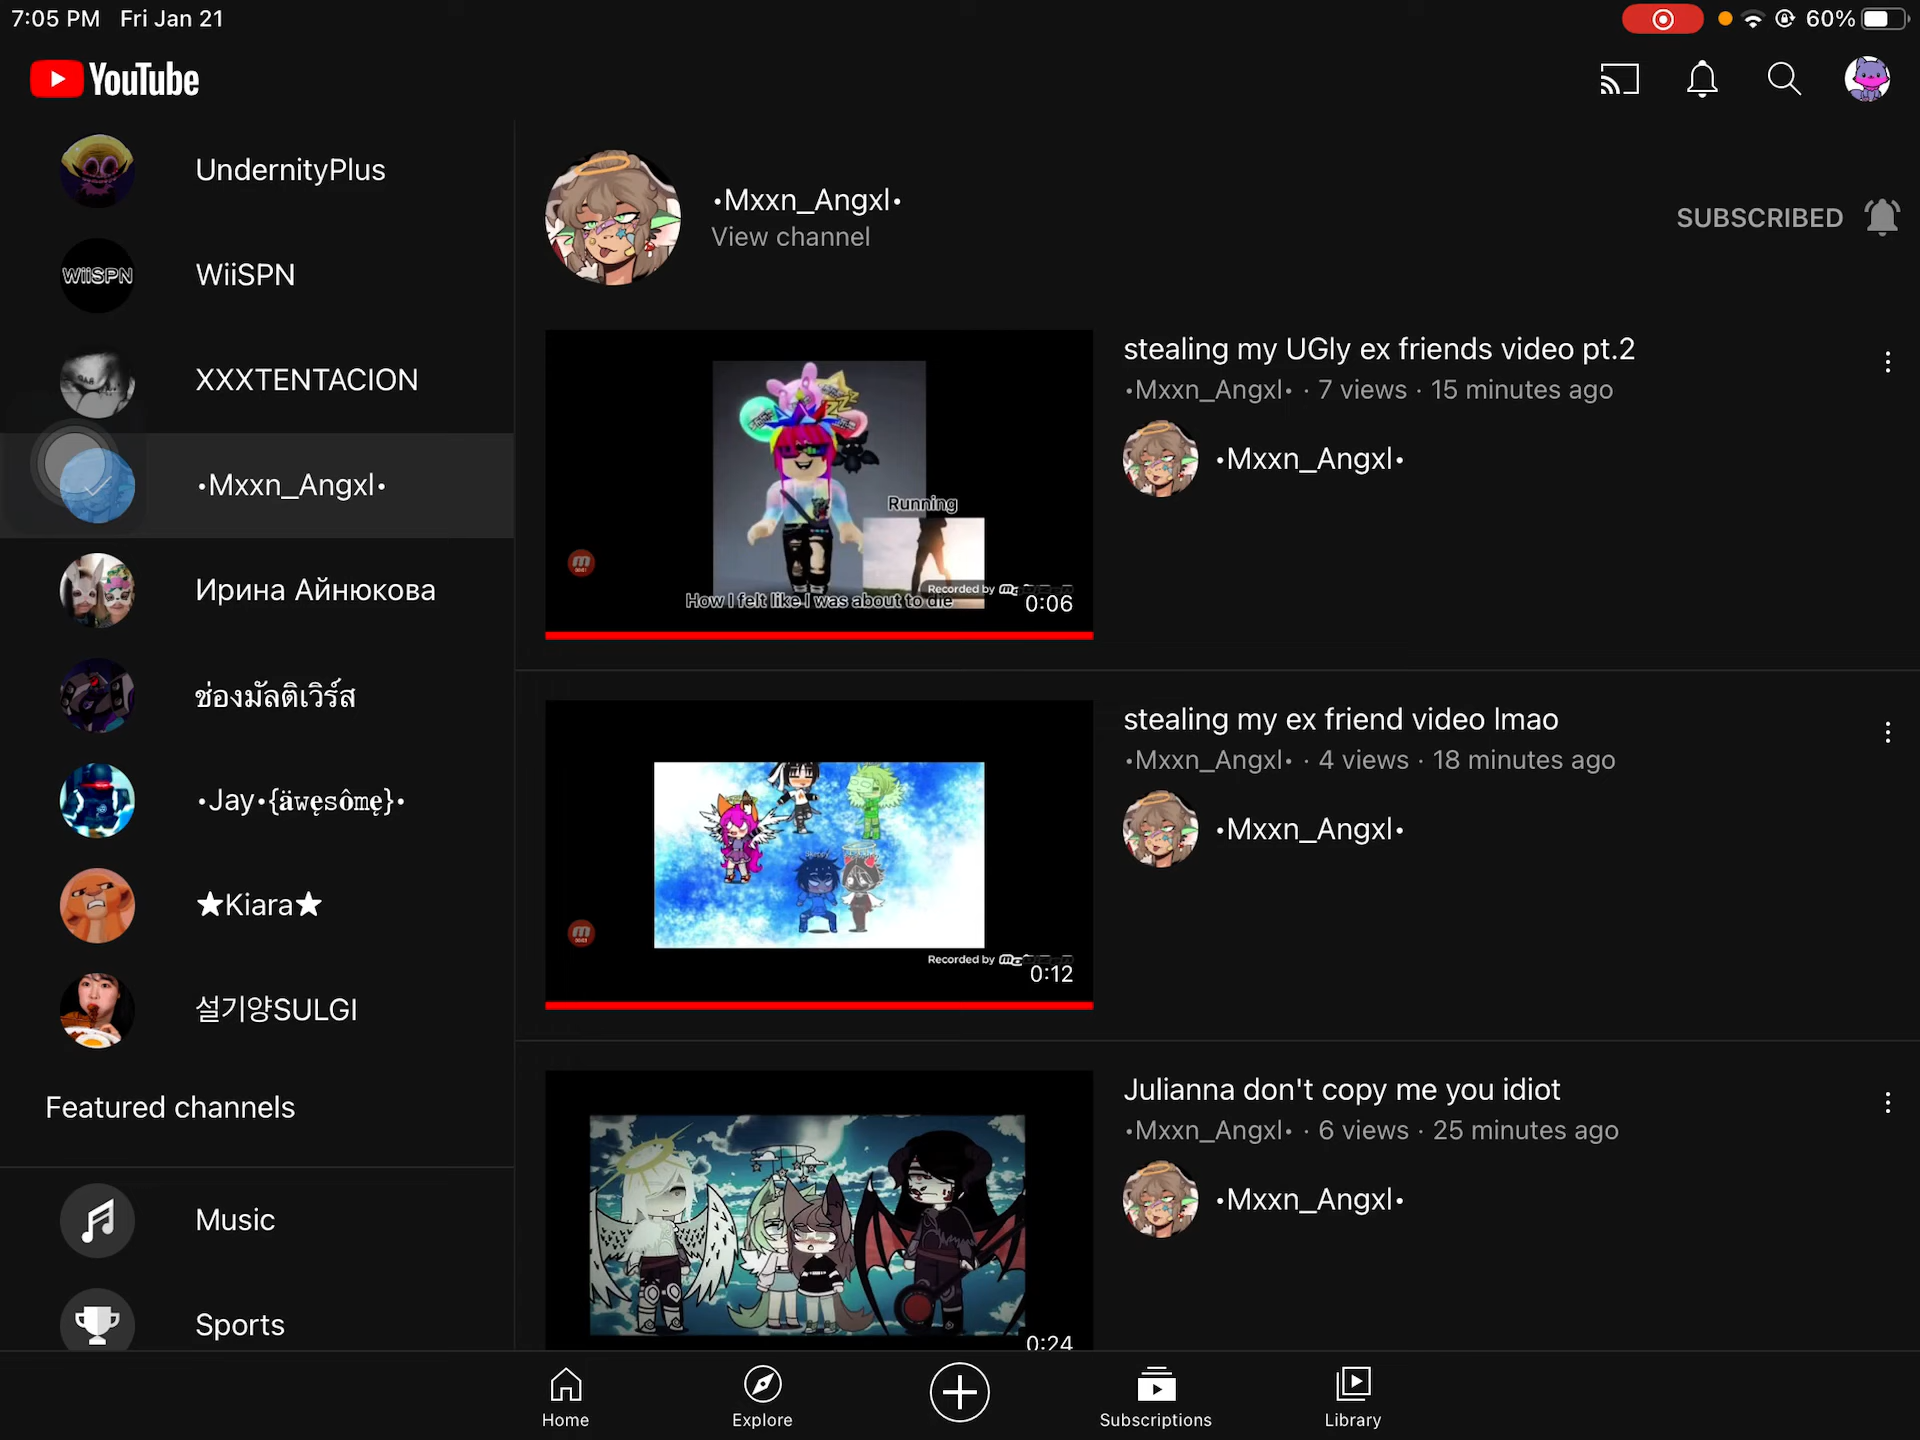 7:05 PM Fri Jan 21
60%
YouTube
UndernityPlus
WiiSPN
WiiSPN
XXXTENTACION
•Mxxn_Angxl•
Ирина Айнюкова
ช่องมัลติเวิร์ส
•Jay•{äwęsômę}•
★Kiara★
설기양SULGI
Featured channels
Music
Sports
•Mxxn_Angxl•
View channel
SUBSCRIBED
Running
How I felt like I was about to die
Recorded by
0:06
stealing my UGly ex friends video pt.2
•Mxxn_Angxl• · 7 views · 15 minutes ago
•Mxxn_Angxl•
Recorded by
0:12
stealing my ex friend video lmao
•Mxxn_Angxl• · 4 views · 18 minutes ago
•Mxxn_Angxl•
0:24
Julianna don't copy me you idiot
•Mxxn_Angxl• · 6 views · 25 minutes ago
•Mxxn_Angxl•
Home
Explore
Subscriptions
Library